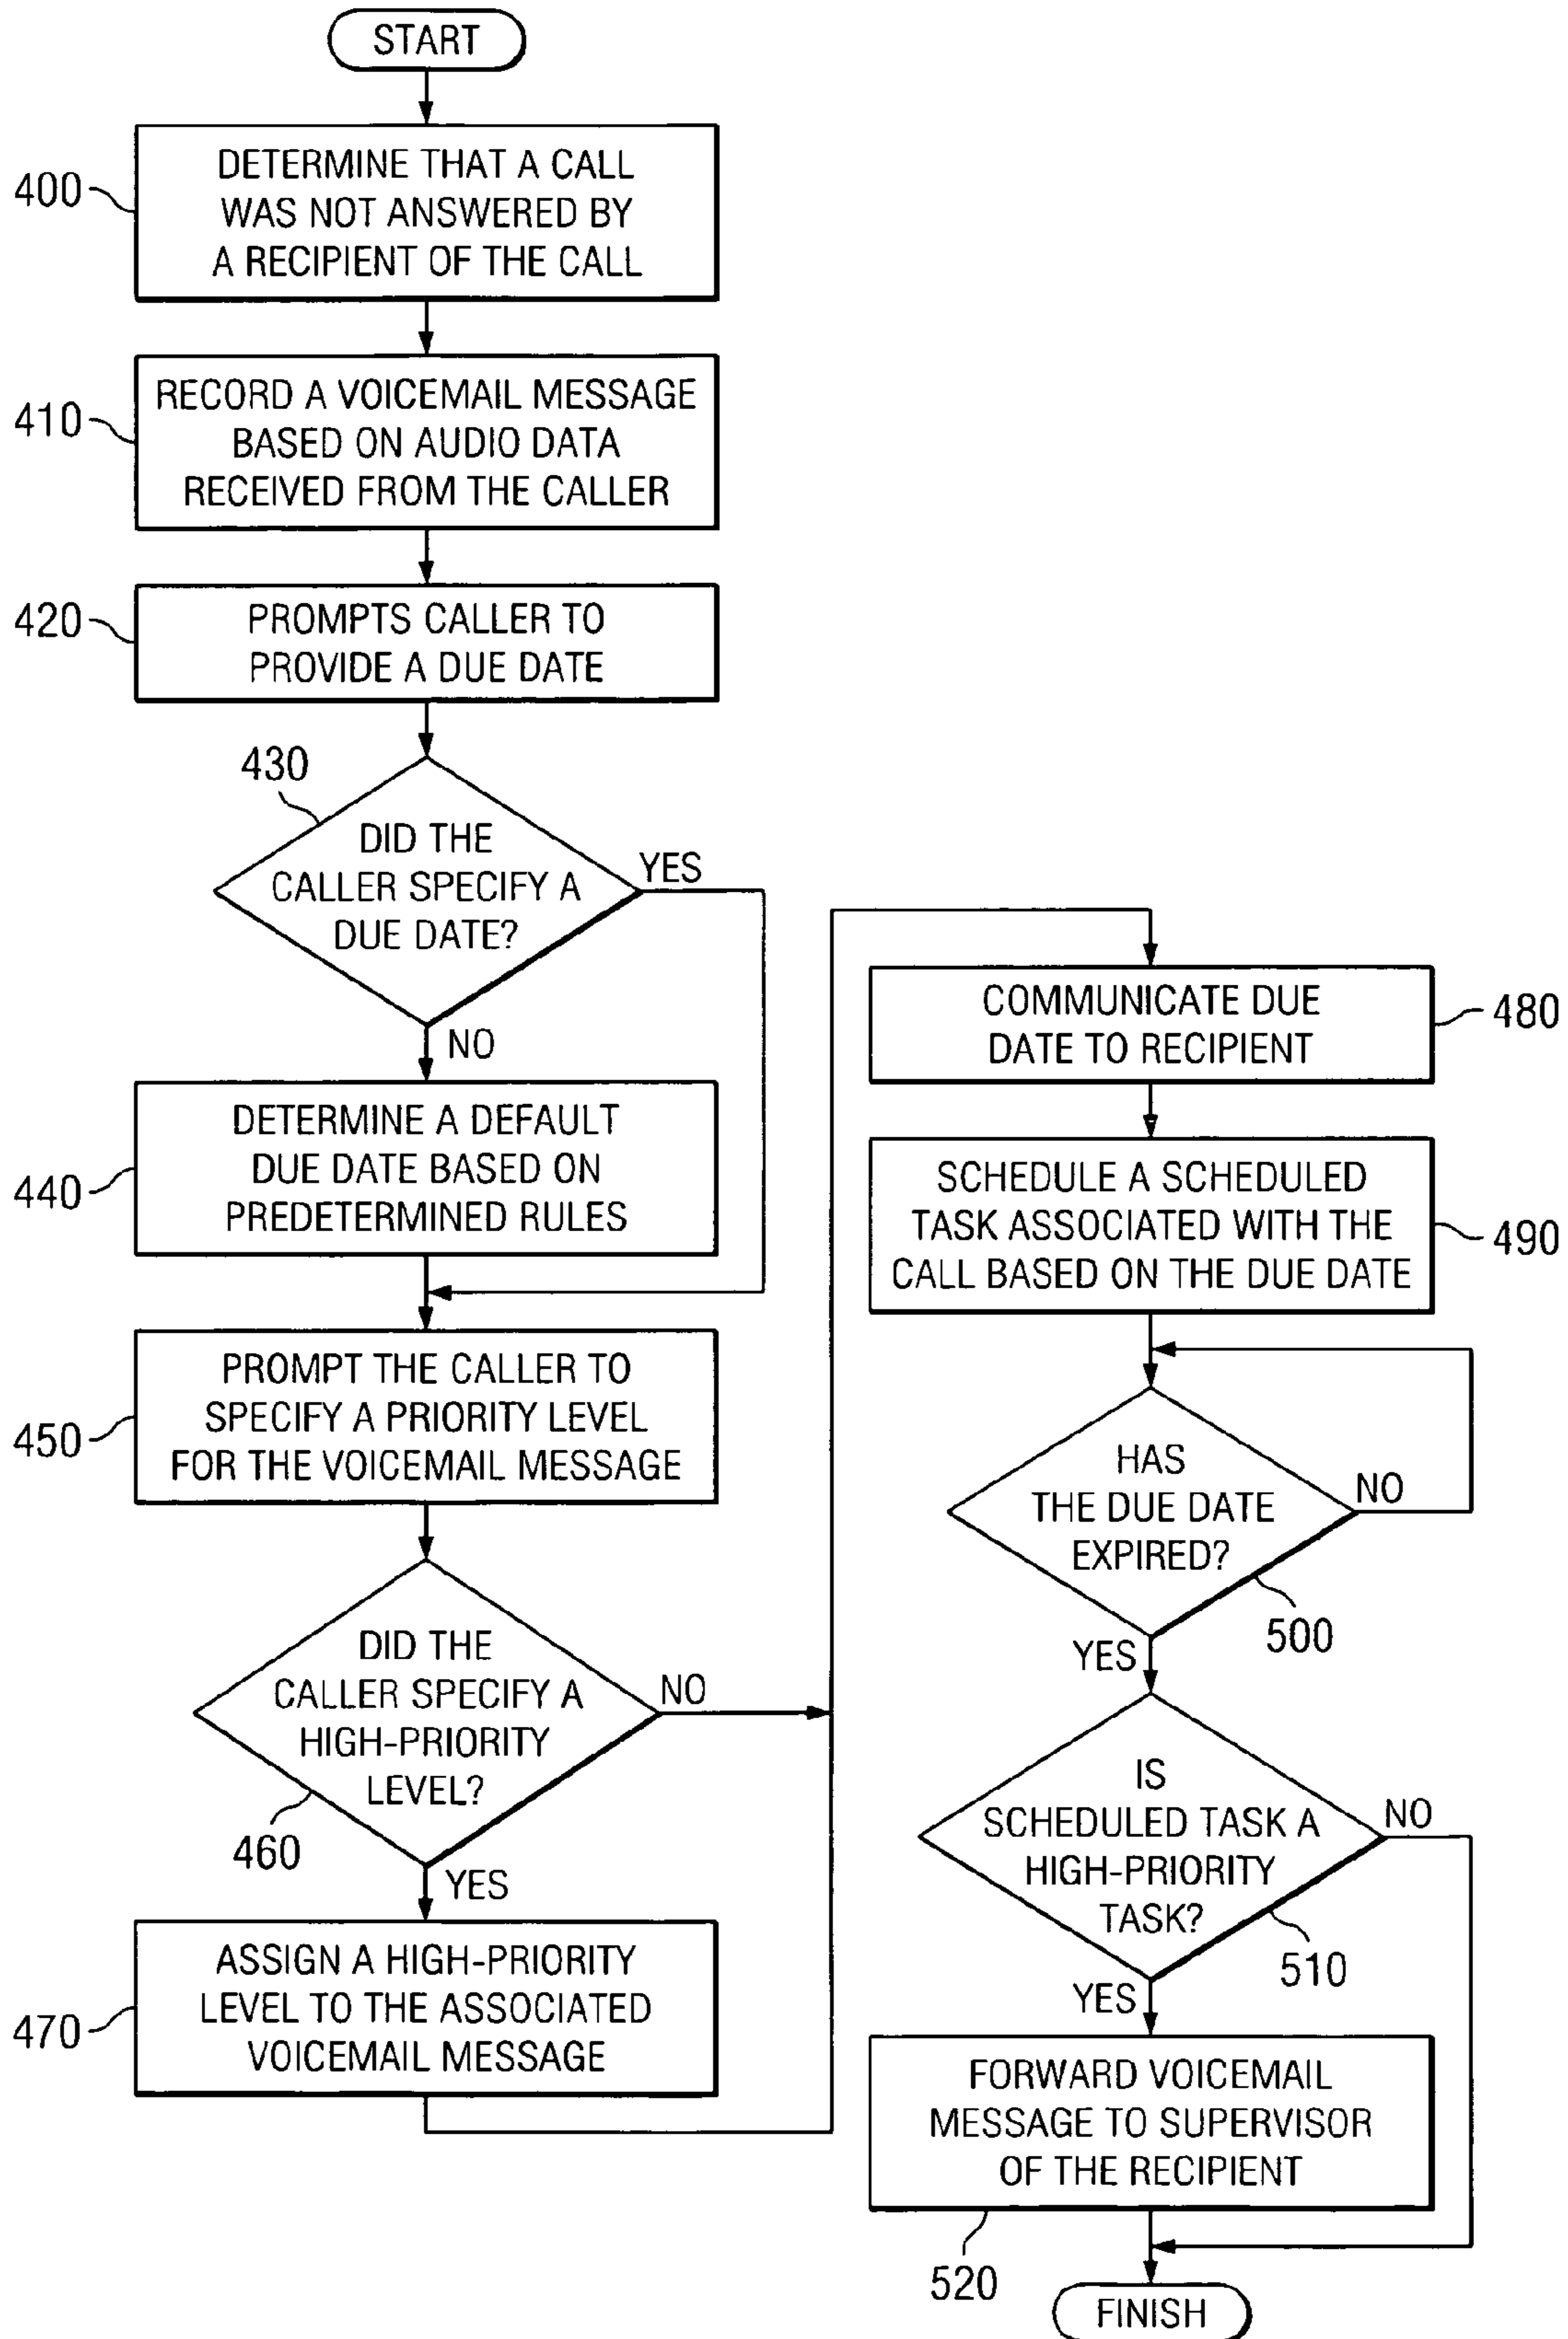 START
400
DETERMINE THAT A CALL
WAS NOT ANSWERED BY
A RECIPIENT OF THE CALL
410
RECORD A VOICEMAIL MESSAGE
BASED ON AUDIO DATA
RECEIVED FROM THE CALLER
420
PROMPTS CALLER TO
PROVIDE A DUE DATE
430
DID THE
CALLER SPECIFY A
DUE DATE?
YES
NO
440
DETERMINE A DEFAULT
DUE DATE BASED ON
PREDETERMINED RULES
450
PROMPT THE CALLER TO
SPECIFY A PRIORITY LEVEL
FOR THE VOICEMAIL MESSAGE
460
DID THE
CALLER SPECIFY A
HIGH-PRIORITY
LEVEL?
NO
YES
470
ASSIGN A HIGH-PRIORITY
LEVEL TO THE ASSOCIATED
VOICEMAIL MESSAGE
COMMUNICATE DUE
DATE TO RECIPIENT
480
SCHEDULE A SCHEDULED
TASK ASSOCIATED WITH THE
CALL BASED ON THE DUE DATE
490
HAS
THE DUE DATE
EXPIRED?
NO
500
YES
IS
SCHEDULED TASK A
HIGH-PRIORITY
TASK?
NO
510
YES
FORWARD VOICEMAIL
MESSAGE TO SUPERVISOR
OF THE RECIPIENT
520
FINISH